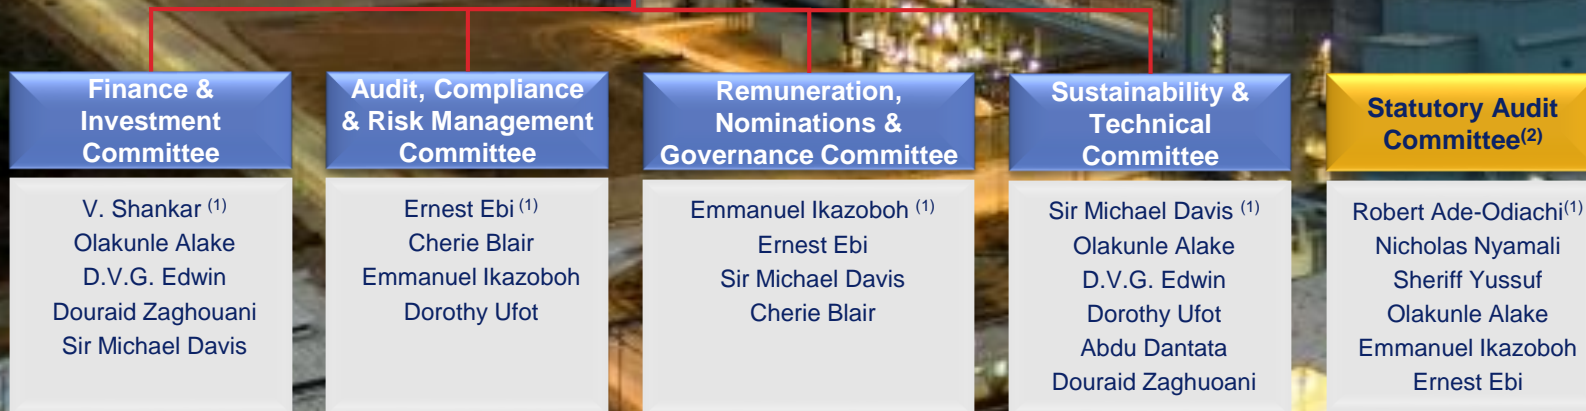 Finance &
Investment
Committee
V. Shankar (1)
Olakunle Alake
D.V.G. Edwin
Douraid Zaghouani
Sir Michael Davis
Audit, Compliance
& Risk Management
Committee
Ernest Ebi (1)
Cherie Blair
Emmanuel Ikazoboh
Dorothy Ufot
Remuneration,
Nominations &
Governance Committee
Emmanuel Ikazoboh (1)
Ernest Ebi
Sir Michael Davis
Cherie Blair
Sustainability &
Technical
Committee
Sir Michael Davis (1)
Olakunle Alake
D.V.G. Edwin
Dorothy Ufot
Abdu Dantata
Douraid Zaghuoani
Statutory Audit
Committee(2)
Robert Ade-Odiachi(1)
Nicholas Nyamali
Sheriff Yussuf
Olakunle Alake
Emmanuel Ikazoboh
Ernest Ebi